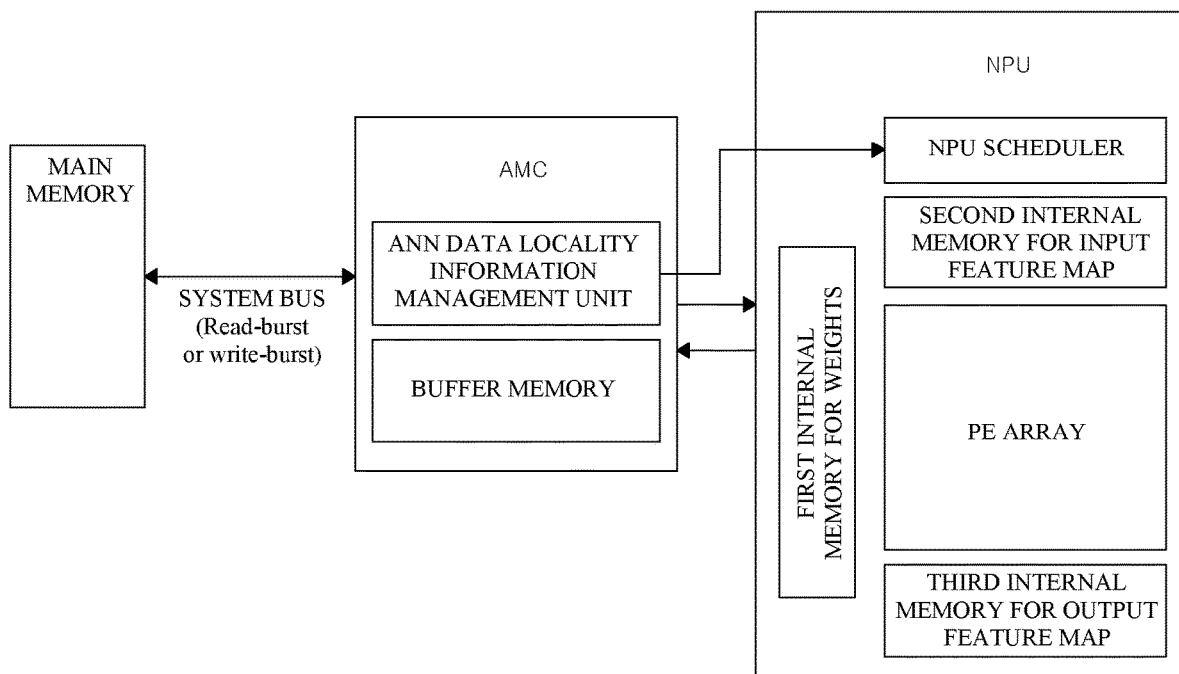 MAIN
MEMORY
SYSTEM BUS
(Read-burst
or write-burst)
AMC
ANN DATA LOCALITY
INFORMATION
MANAGEMENT UNIT
BUFFER MEMORY
NPU
NPU SCHEDULER
SECOND INTERNAL
MEMORY FOR INPUT
FEATURE MAP
FIRST INTERNAL
MEMORY FOR WEIGHTS
PE ARRAY
THIRD INTERNAL
MEMORY FOR OUTPUT
FEATURE MAP